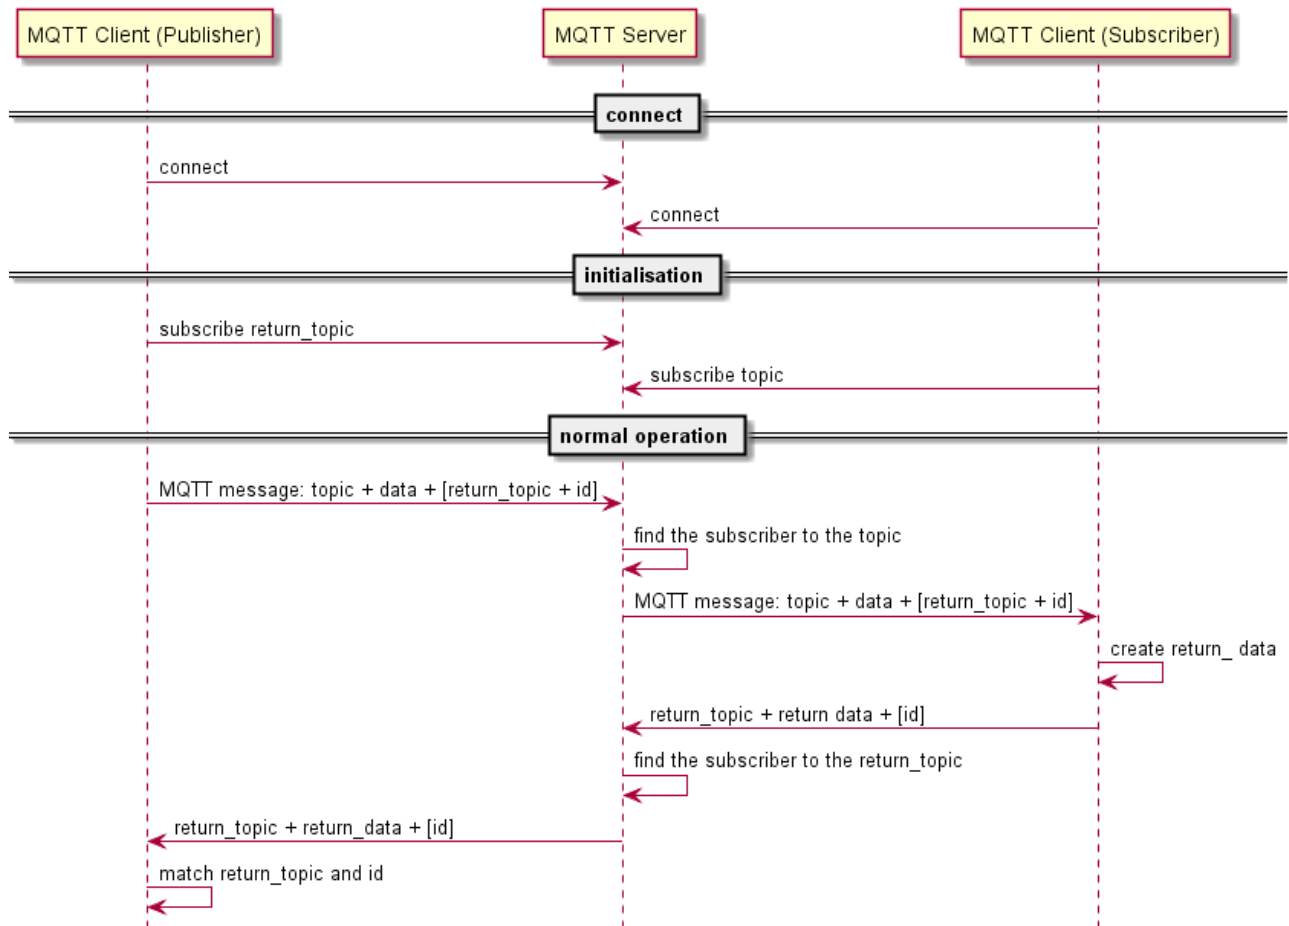 MQTT Client (Publisher)
MQTT Server
MQTT Client (Subscriber)
connect
connect
connect
initialisation
subscribe return_topic
subscribe topic
normal operation
MQTT message: topic + data + [return_topic + id]
find the subscriber to the topic
MQTT message: topic + data + [return_topic + id]
create return_ data
return_topic + return data + [id]
find the subscriber to the return_topic
return_topic + return_data + [id]
match return_topic and id